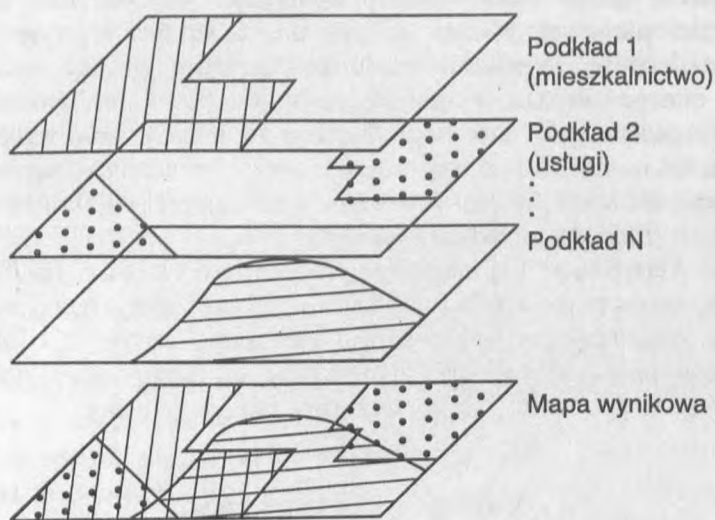 Podkład 1
(mieszkalnictwo)
Podkład 2
(usługi)
Podkład N
Mapa wynikowa